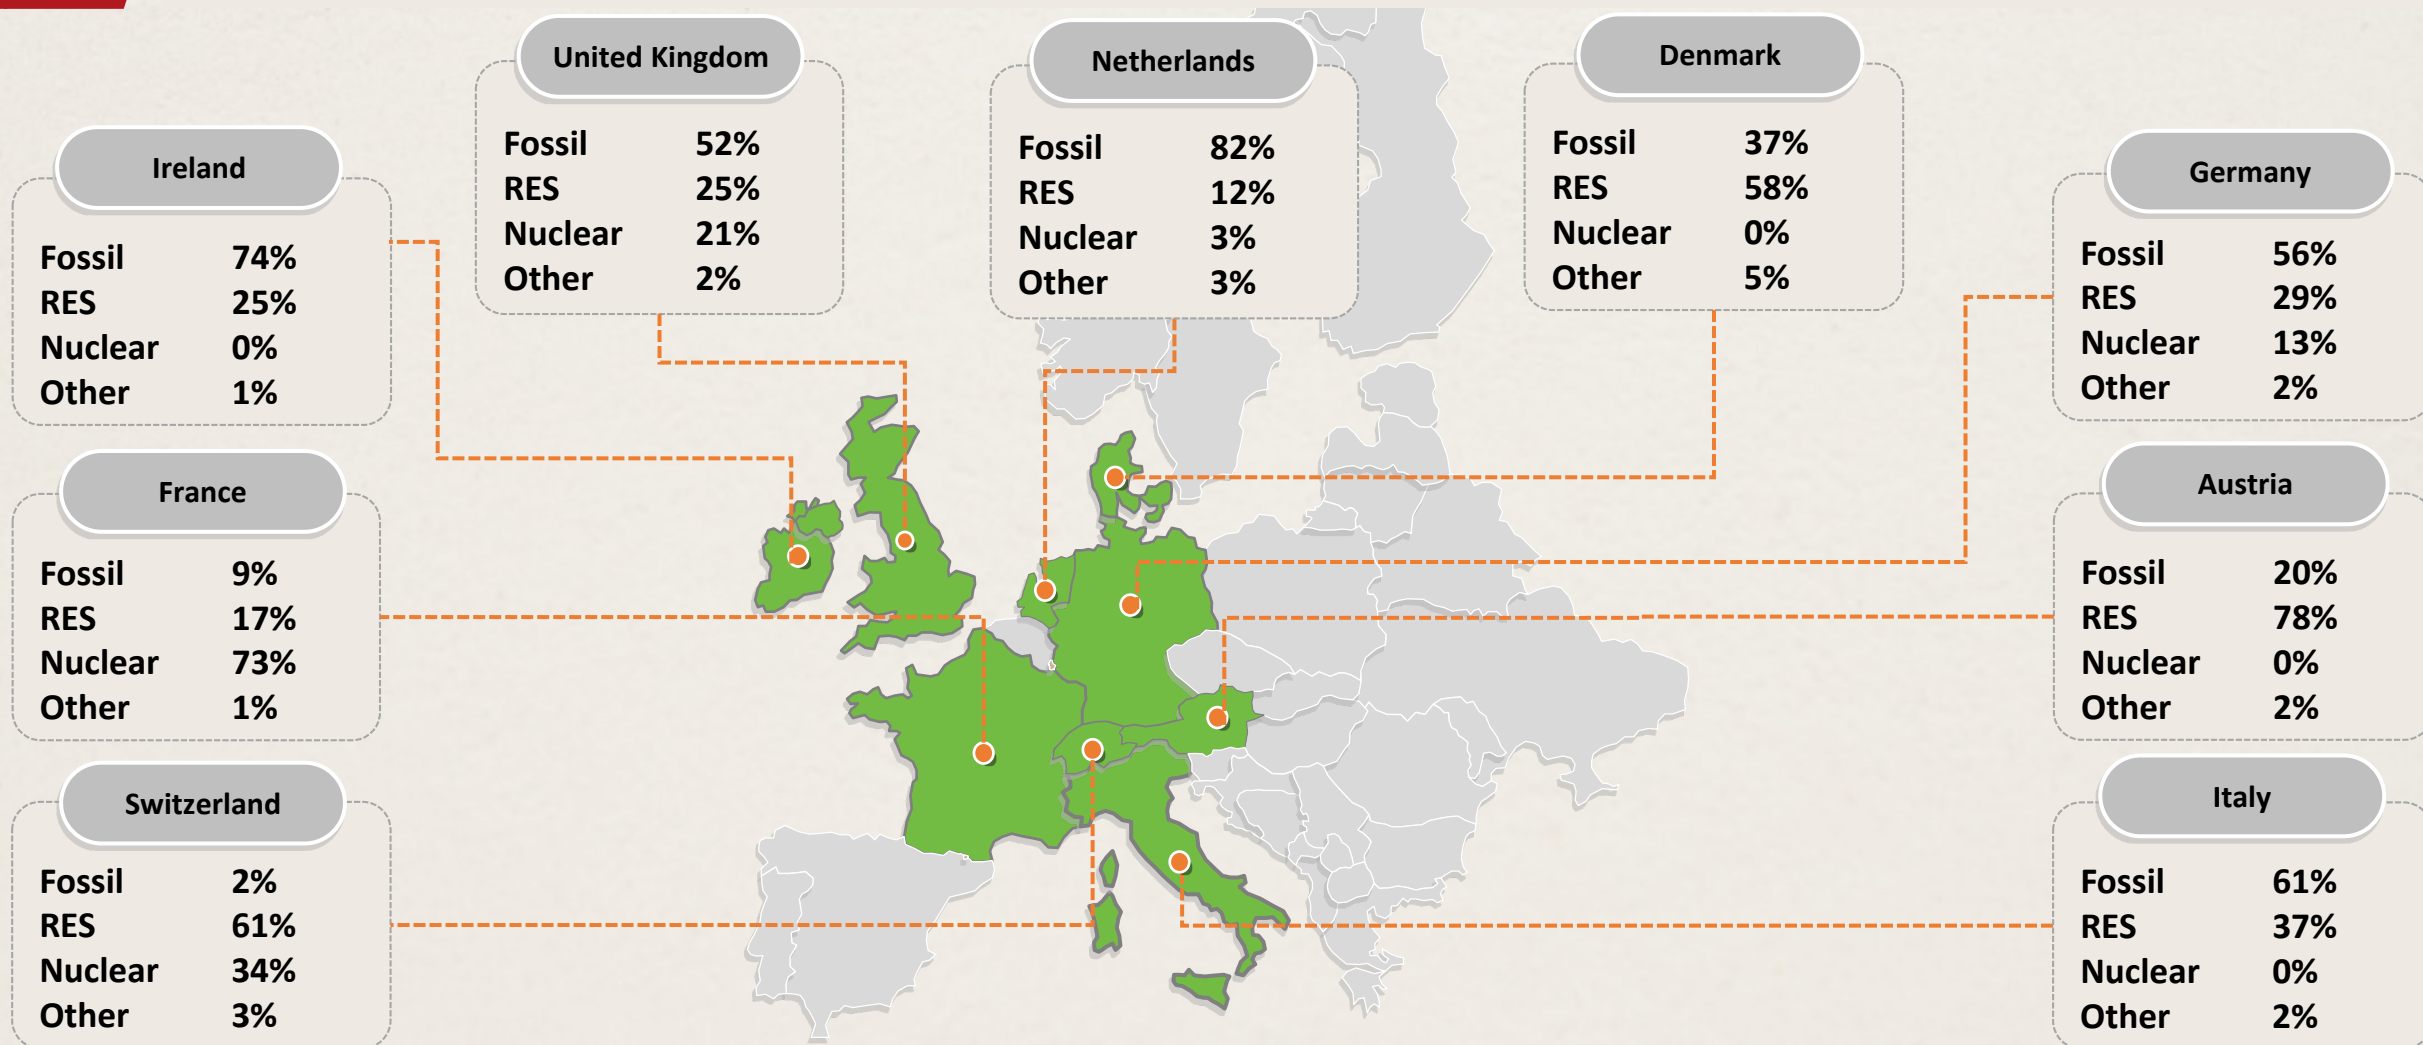 United Kingdom
Fossil 52%
RES 25%
Nuclear 21%
Other 2%
Netherlands
Fossil 82%
RES 12%
Nuclear 3%
Other 3%
Denmark
Fossil 37%
RES 58%
Nuclear 0%
Other 5%
Ireland
Fossil 74%
RES 25%
Nuclear 0%
Other 1%
Germany
Fossil 56%
RES 29%
Nuclear 13%
Other 2%
France
Fossil 9%
RES 17%
Nuclear 73%
Other 1%
Austria
Fossil 20%
RES 78%
Nuclear 0%
Other 2%
Switzerland
Fossil 2%
RES 61%
Nuclear 34%
Other 3%
Italy
Fossil 61%
RES 37%
Nuclear 0%
Other 2%